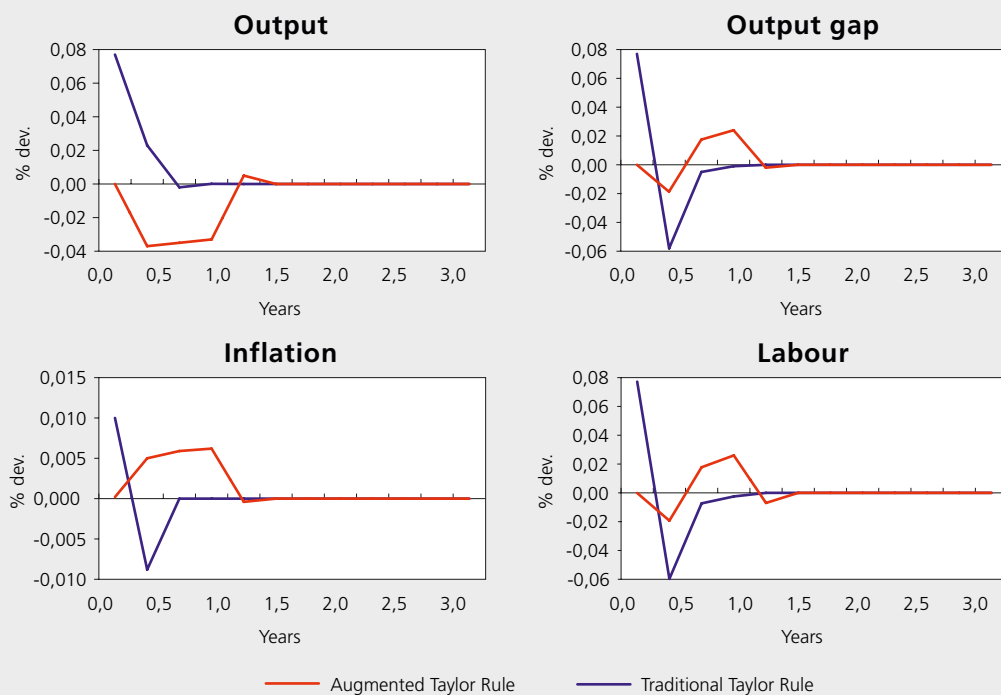 Output
0,08
0,06
0,04
0,02
0,00
-0,02
-0,04
% dev.
0,0 0,5 1,0 1,5 2,0 2,5 3,0
Years
Output gap
0,08
0,06
0,04
0,02
0,00
-0,02
-0,04
-0,06
% dev.
0,0 0,5 1,0 1,5 2,0 2,5 3,0
Years
Inflation
0,015
0,010
0,005
0,000
-0,005
-0,010
% dev.
0,0 0,5 1,0 1,5 2,0 2,5 3,0
Years
Labour
0,08
0,06
0,04
0,02
0,00
-0,02
-0,04
-0,06
% dev.
0,0 0,5 1,0 1,5 2,0 2,5 3,0
Years
Augmented Taylor Rule Traditional Taylor Rule